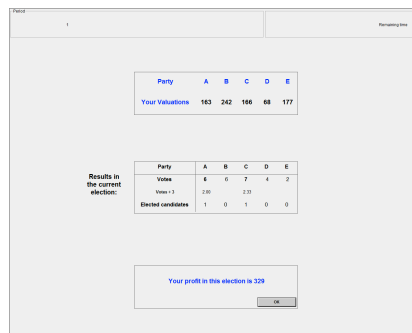 Period
1
Remaining time
Party A B C D E
Your Valuations 163 242 166 68 177
Results in
the current
election:
Party A B C D E
Votes 6 6 7 4 2
Votes ÷ 3 2.00 2.33
Elected candidates 1 0 1 0 0
Your profit in this election is 329
OK